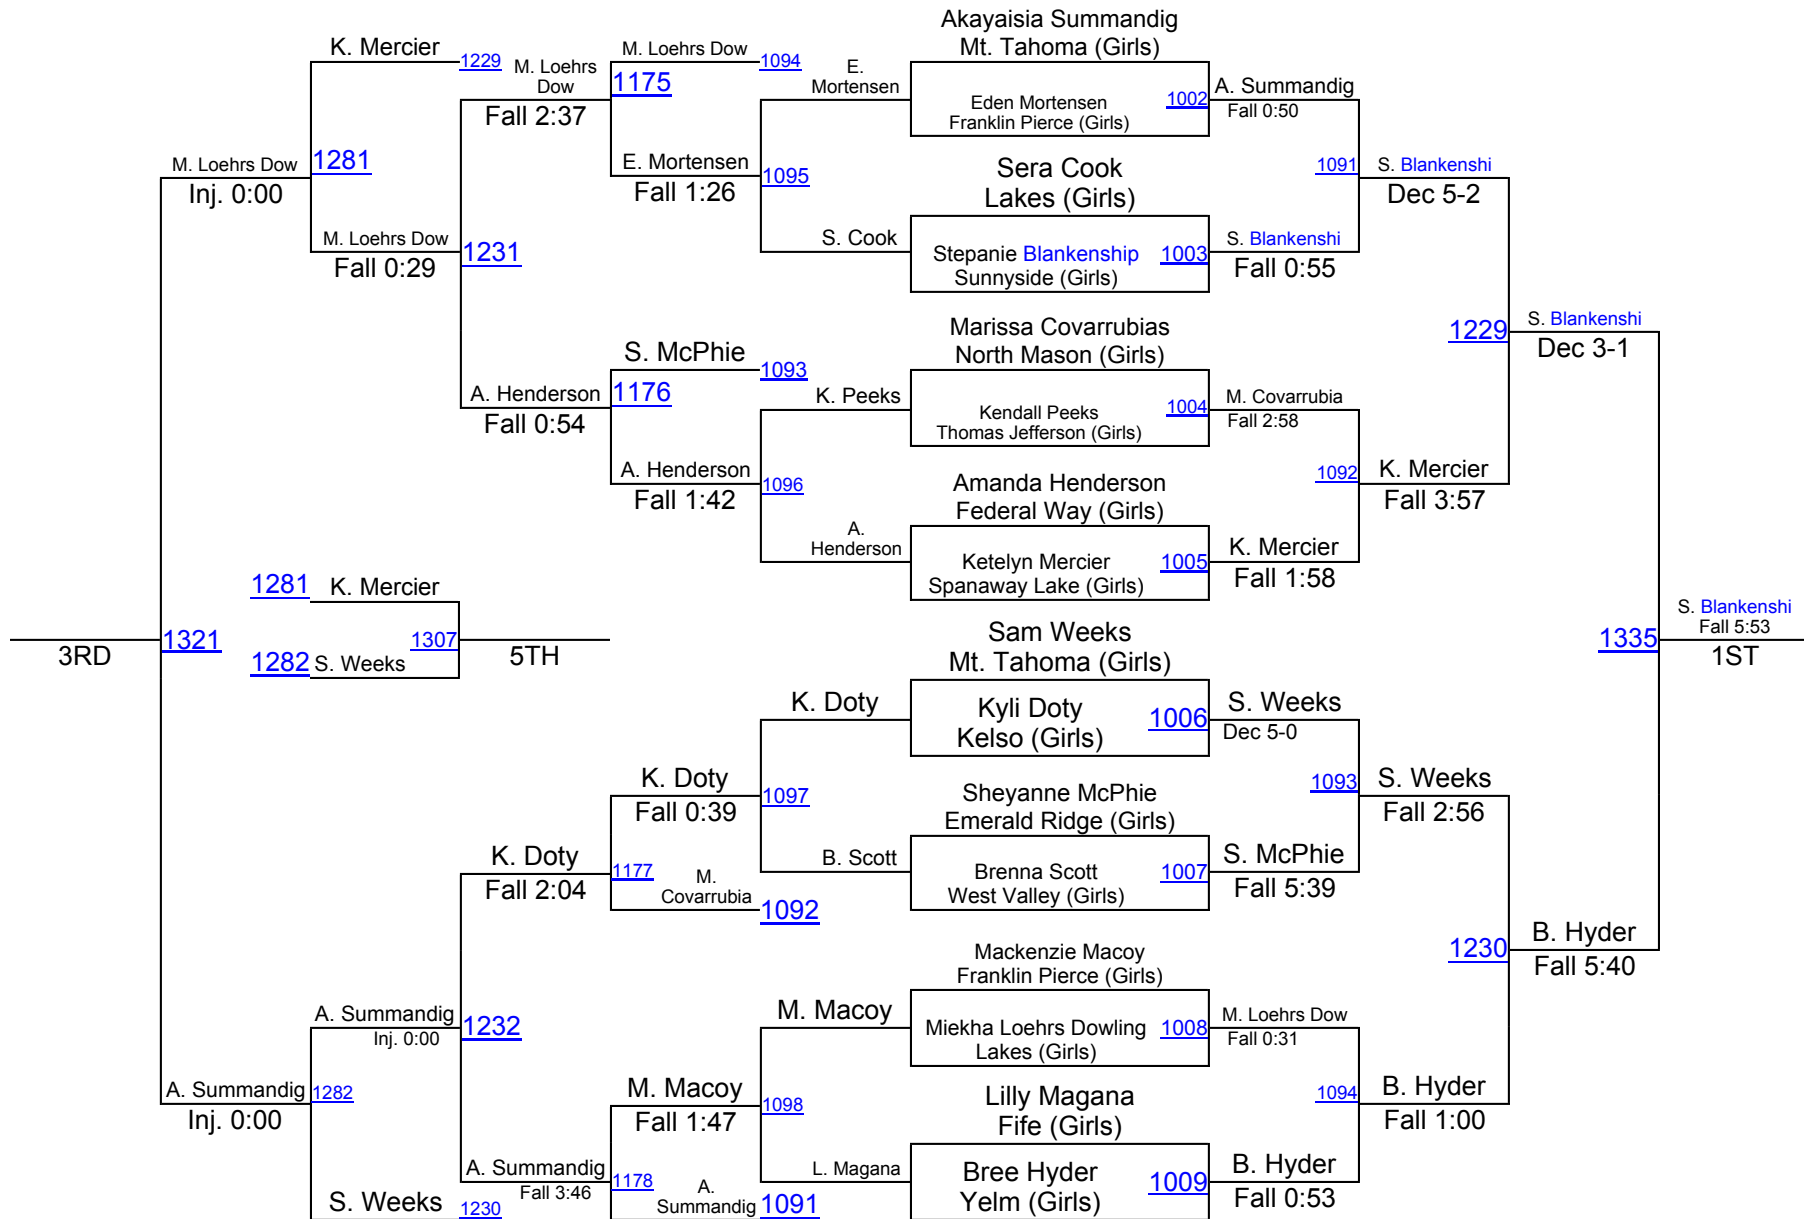 Akayaisia Summandig
Mt. Tahoma (Girls)
K. Mercier
1229
M. Loehrs
Dow
Fall 2:37
M. Loehrs Dow
1094
1175
E.
Mortensen
Eden Mortensen
Franklin Pierce (Girls)
1002
A. Summandig
Fall 0:50
M. Loehrs Dow
Inj. 0:00
1281
E. Mortensen
Fall 1:26
1095
Sera Cook
Lakes (Girls)
1091
S. Blankenshi
Dec 5-2
M. Loehrs Dow
Fall 0:29
1231
S. Cook
Stepanie Blankenship
Sunnyside (Girls)
1003
S. Blankenshi
Fall 0:55
Marissa Covarrubias
North Mason (Girls)
1229
S. Blankenshi
Dec 3-1
S. McPhie
1093
1176
A. Henderson
Fall 0:54
K. Peeks
Kendall Peeks
Thomas Jefferson (Girls)
1004
M. Covarrubia
Fall 2:58
A. Henderson
Fall 1:42
1096
Amanda Henderson
Federal Way (Girls)
1092
K. Mercier
Fall 3:57
A.
Henderson
Ketelyn Mercier
Spanaway Lake (Girls)
1005
K. Mercier
Fall 1:58
1281
K. Mercier
3RD
1321
1307
5TH
1282
S. Weeks
Sam Weeks
Mt. Tahoma (Girls)
1335
S. Blankenshi
Fall 5:53
1ST
K. Doty
Kyli Doty
Kelso (Girls)
1006
S. Weeks
Dec 5-0
K. Doty
Fall 0:39
1097
Sheyanne McPhie
Emerald Ridge (Girls)
1093
S. Weeks
Fall 2:56
K. Doty
Fall 2:04
1177
M.
Covarrubia
1092
B. Scott
Brenna Scott
West Valley (Girls)
1007
S. McPhie
Fall 5:39
Mackenzie Macoy
Franklin Pierce (Girls)
1230
B. Hyder
Fall 5:40
A. Summandig
Inj. 0:00
1232
M. Macoy
Miekha Loehrs Dowling
Lakes (Girls)
1008
M. Loehrs Dow
Fall 0:31
A. Summandig
Inj. 0:00
1282
M. Macoy
Fall 1:47
1098
Lilly Magana
Fife (Girls)
1094
B. Hyder
Fall 1:00
A. Summandig
Fall 3:46
1178
A.
Summandig
1091
L. Magana
Bree Hyder
Yelm (Girls)
1009
B. Hyder
Fall 0:53
S. Weeks
1230